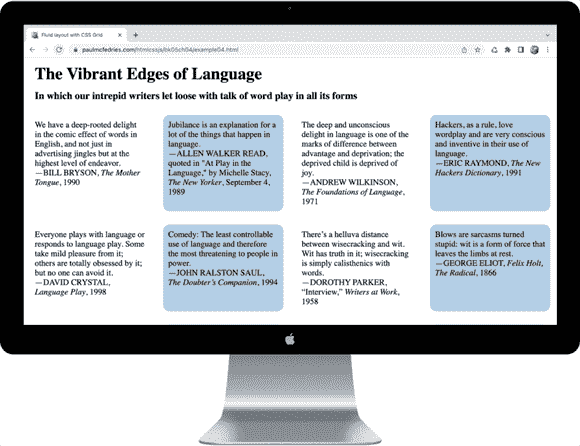 Fluid layout with CSS Grid
paulmcfedries.com/htmlcssjs/bk05ch04/example04.html
The Vibrant Edges of Language
In which our intrepid writers let loose with talk of word play in all its forms
We have a deep-rooted delight
in the comic effect of words in
English, and not just in
advertising jingles but at the
highest level of endeavor.
—BILL BRYSON, The Mother
Tongue, 1990
Jubilance is an explanation for a
lot of the things that happen in
language.
—ALLEN WALKER READ,
quoted in "At Play in the
Language," by Michelle Stacy,
The New Yorker, September 4,
1989
The deep and unconscious
delight in language is one of the
marks of difference between
advantage and deprivation; the
deprived child is deprived of
joy.
—ANDREW WILKINSON,
The Foundations of Language,
1971
Hackers, as a rule, love
wordplay and are very conscious
and inventive in their use of
language.
—ERIC RAYMOND, The New
Hackers Dictionary, 1991
Everyone plays with language or
responds to language play. Some
take mild pleasure from it;
others are totally obsessed by it;
but no one can avoid it.
—DAVID CRYSTAL,
Language Play, 1998
Comedy: The least controllable
use of language and therefore
the most threatening to people in
power.
—JOHN RALSTON SAUL,
The Doubter's Companion, 1994
There's a helluva distance
between wisecracking and wit.
Wit has truth in it; wisecracking
is simply calisthenics with
words.
—DOROTHY PARKER,
"Interview," Writers at Work,
1958
Blows are sarcasms turned
stupid: wit is a form of force that
leaves the limbs at rest.
—GEORGE ELIOT, Felix Holt,
The Radical, 1866